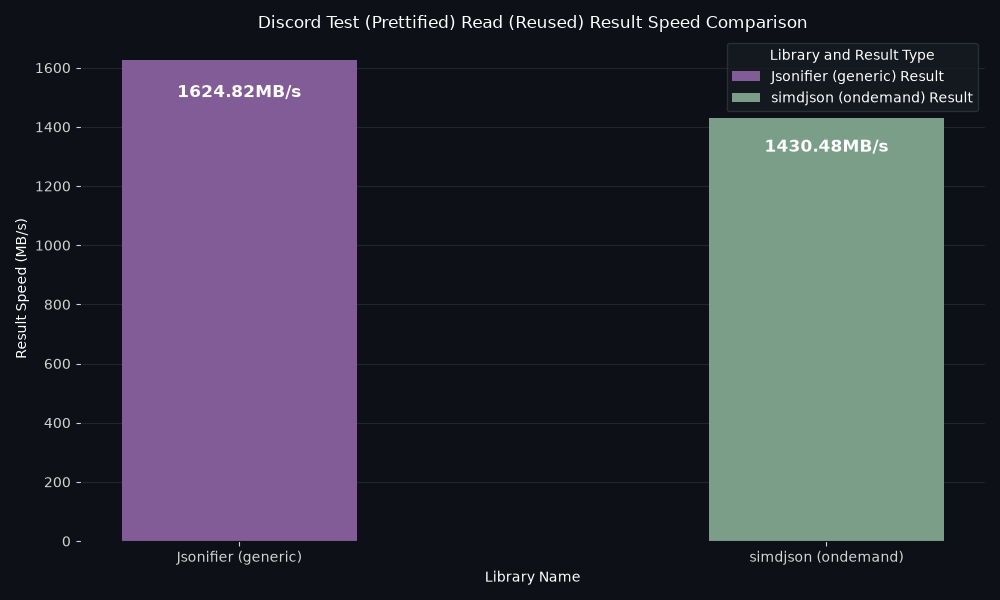 Discord Test (Prettified) Read (Reused) Result Speed Comparison
Library and Result Type
Jsonifier (generic) Result
simdjson (ondemand) Result
1624.82MB/s
1430.48MB/s
Result Speed (MB/s)
1600
1400
1200
1000
800
600
400
200
0
Jsonifier (generic)
simdjson (ondemand)
Library Name